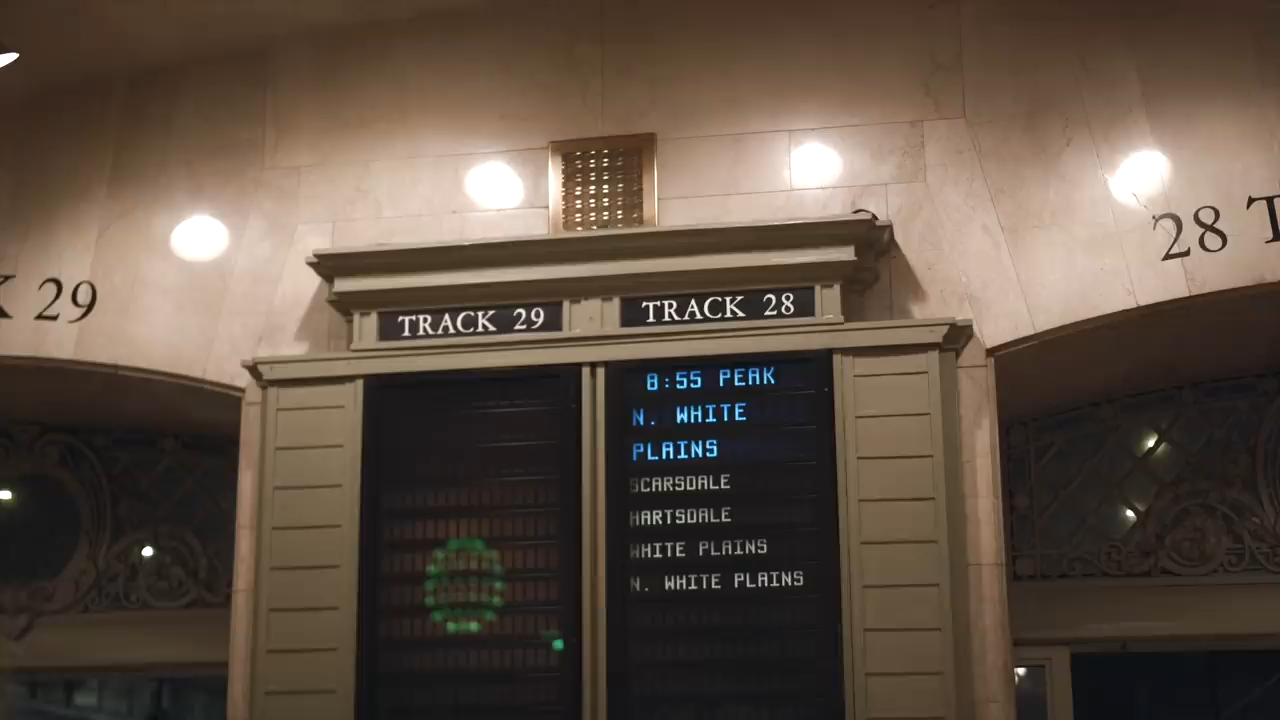 K 29
28 T
TRACK 29
TRACK 28
8:55 PEAK
N. WHITE
PLAINS
SCARSDALE
HARTSDALE
WHITE PLAINS
N. WHITE PLAINS